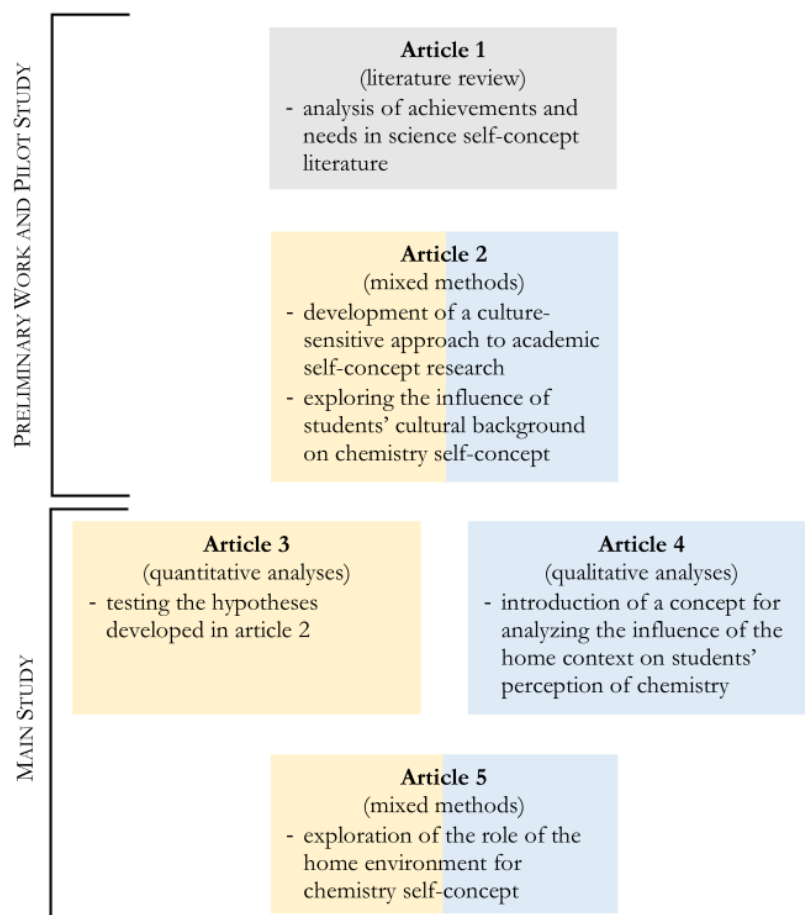 PRELIMINARY WORK AND PILOT STUDY
Article 1
(literature review)
- analysis of achievements and
needs in science self-concept
literature
Article 2
(mixed methods)
- development of a culture-
sensitive approach to academic
self-concept research
- exploring the influence of
students’ cultural background
on chemistry self-concept
MAIN STUDY
Article 3
(quantitative analyses)
- testing the hypotheses
developed in article 2
Article 4
(qualitative analyses)
- introduction of a concept for
analyzing the influence of the
home context on students’
perception of chemistry
Article 5
(mixed methods)
- exploration of the role of the
home environment for
chemistry self-concept